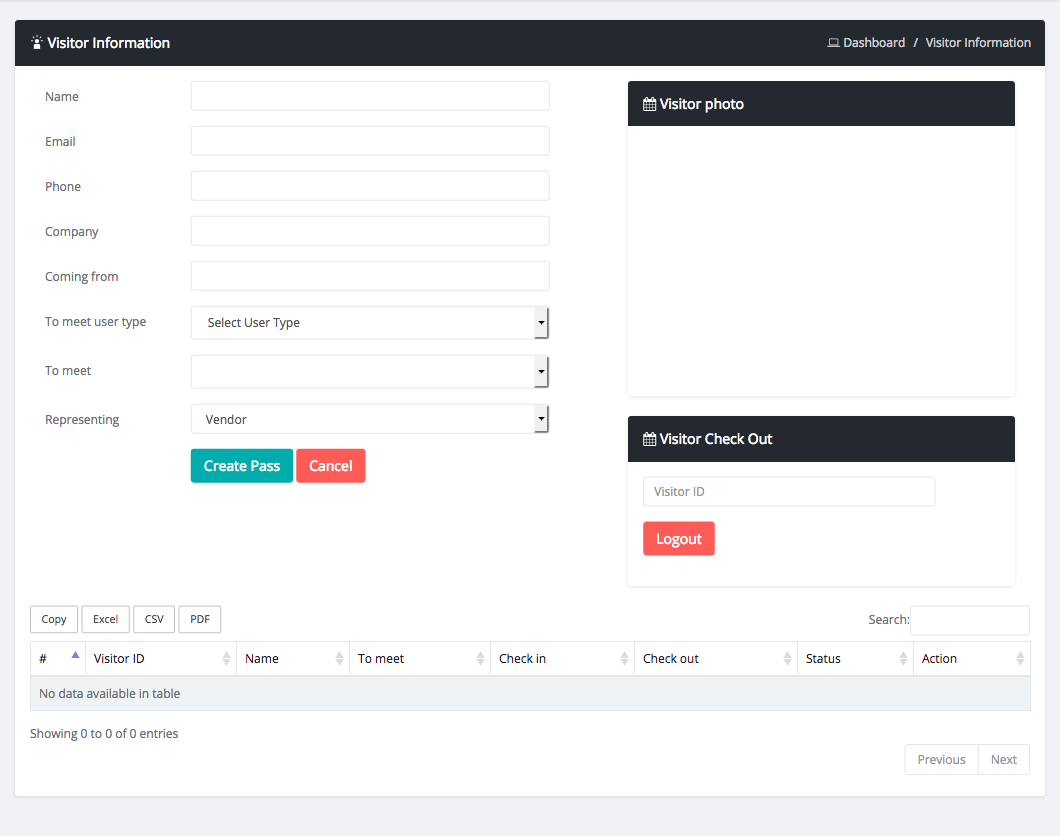 Visitor Information
Dashboard / Visitor Information
Name
Email
Phone
Company
Coming from
To meet user type
Select User Type
To meet
Representing
Vendor
Create Pass
Cancel
Visitor photo
Visitor Check Out
Visitor ID
Logout
Copy
Excel
CSV
PDF
Search:
# Visitor ID Name To meet Check in Check out Status Action
No data available in table
Showing 0 to 0 of 0 entries
Previous
Next